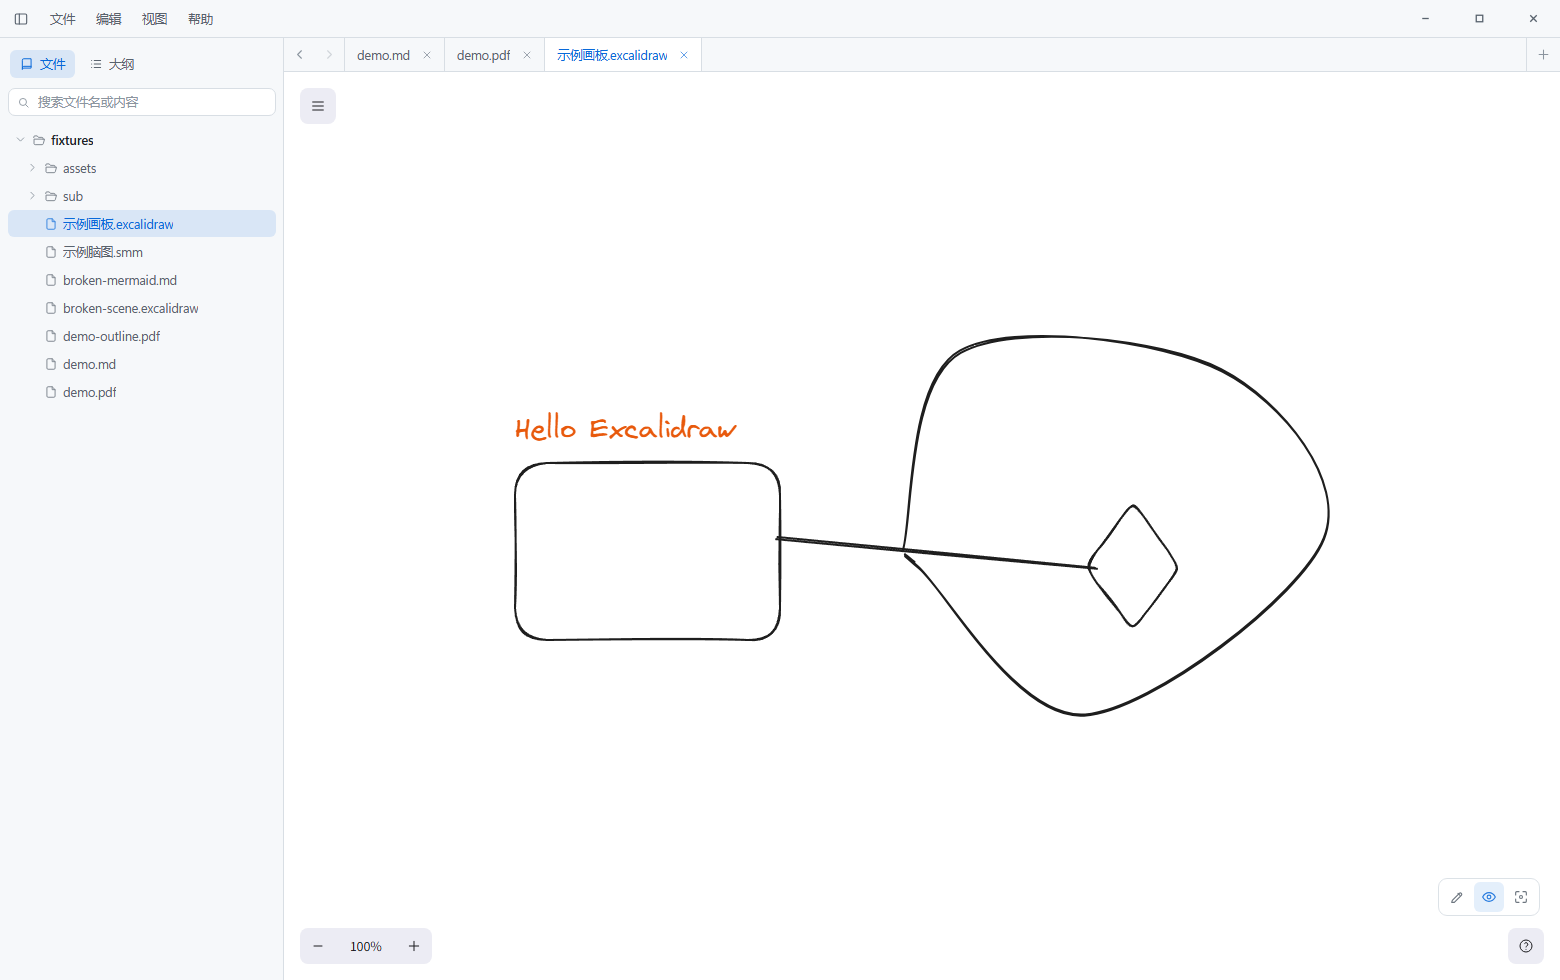 文件 编辑 视图 帮助
文件 大纲
搜索文件名或内容
fixtures
assets
sub
示例画板.excalidraw
示例脑图.smm
broken-mermaid.md
broken-scene.excalidraw
demo-outline.pdf
demo.md
demo.pdf
demo.md demo.pdf 示例画板.excalidraw
Hello Excalidraw
100%